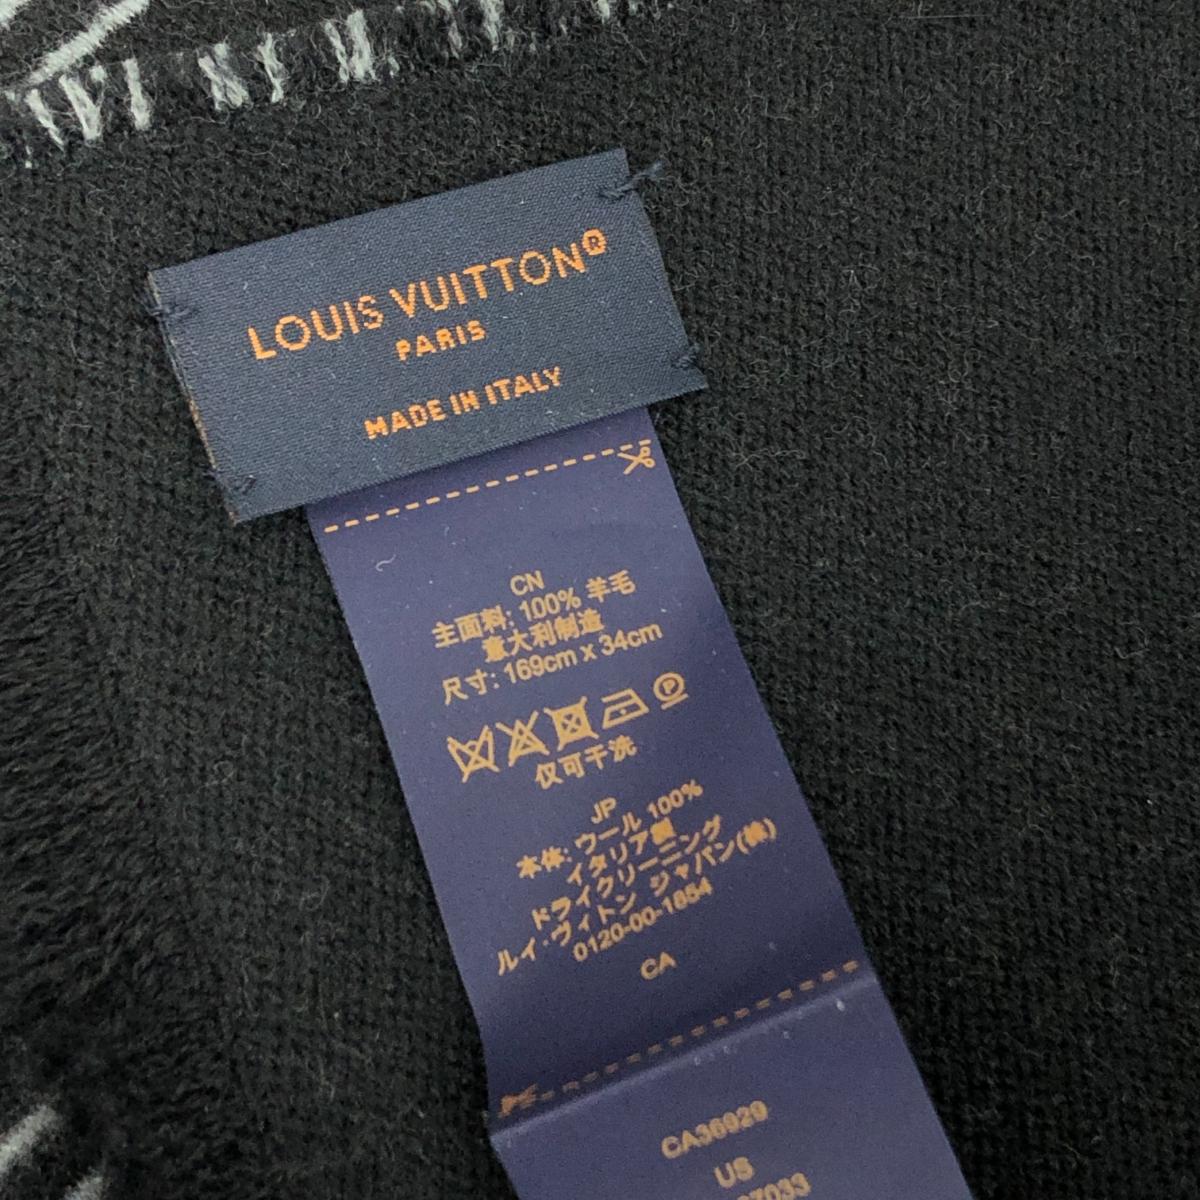 LOUIS VUITTON®
PARIS
MADE IN ITALY
CN
主面料: 100% 羊毛
意大利制造
尺寸: 169cm x 34cm
仅可干洗
JP
本体: ウール 100%
イタリア製
ドライクリーニング
ルイ・ヴィトン ジャパン(株)
0120-00-1854
CA
CA36929
US